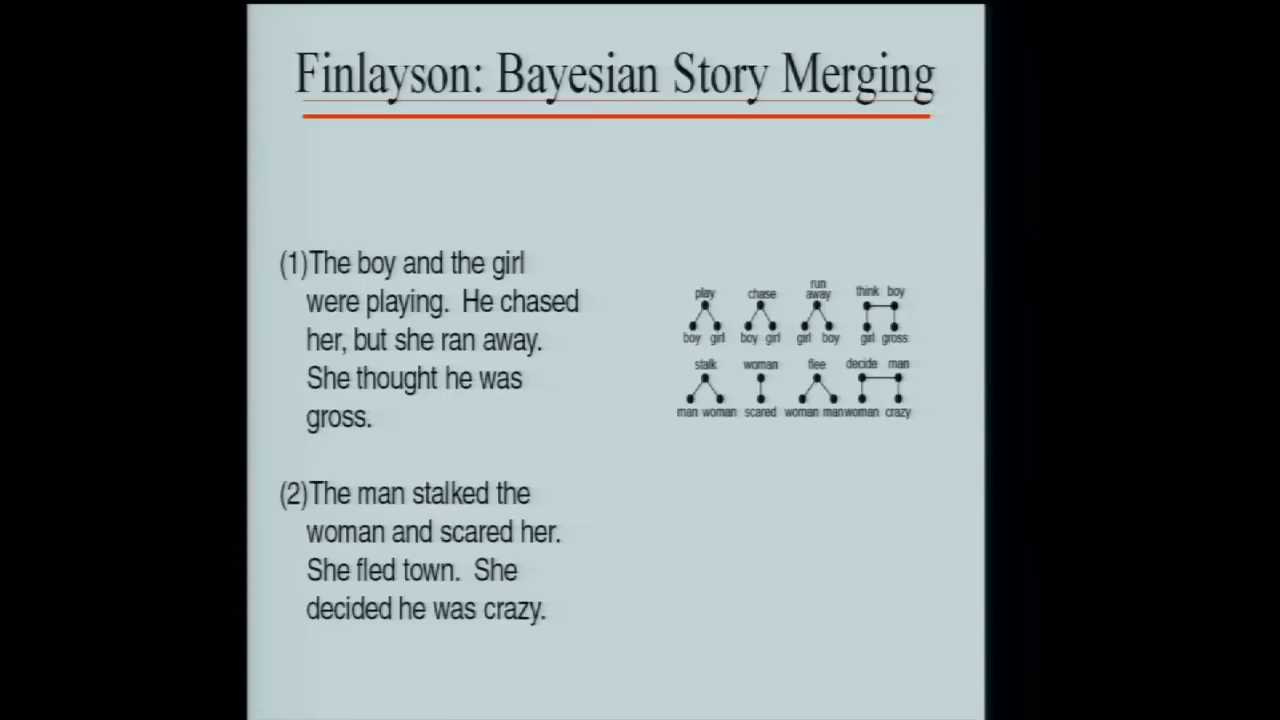 Finlayson: Bayesian Story Merging
(1)The boy and the girl
were playing. He chased
her, but she ran away.
She thought he was
gross.
(2)The man stalked the
woman and scared her.
She fled town. She
decided he was crazy.
play chase run away think boy
boy girl boy girl girl boy girl gross
stalk woman flee decide man
man woman scared woman man woman crazy